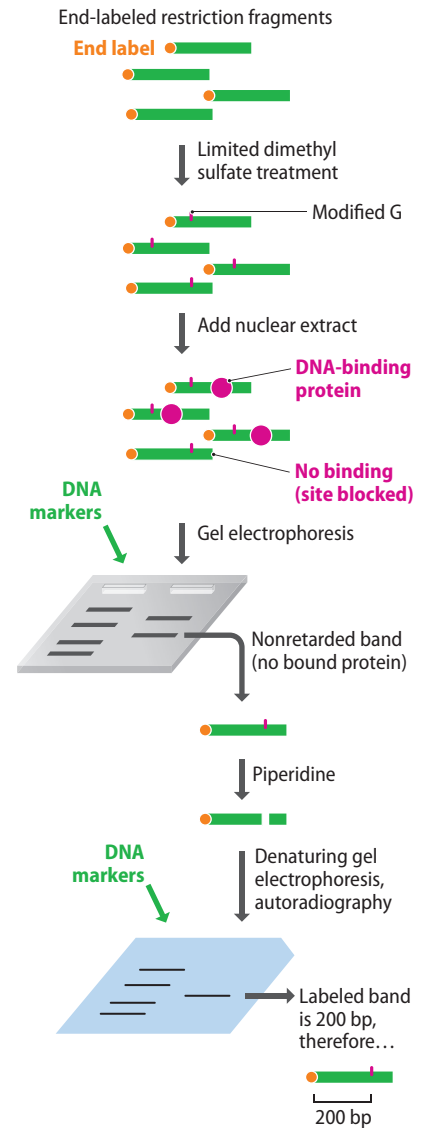 End-labeled restriction fragments
End label
Limited dimethyl
sulfate treatment
Modified G
Add nuclear extract
DNA-binding
protein
No binding
(site blocked)
DNA
markers
Gel electrophoresis
Nonretarded band
(no bound protein)
Piperidine
DNA
markers
Denaturing gel
electrophoresis,
autoradiography
Labeled band
is 200 bp,
therefore…
200 bp